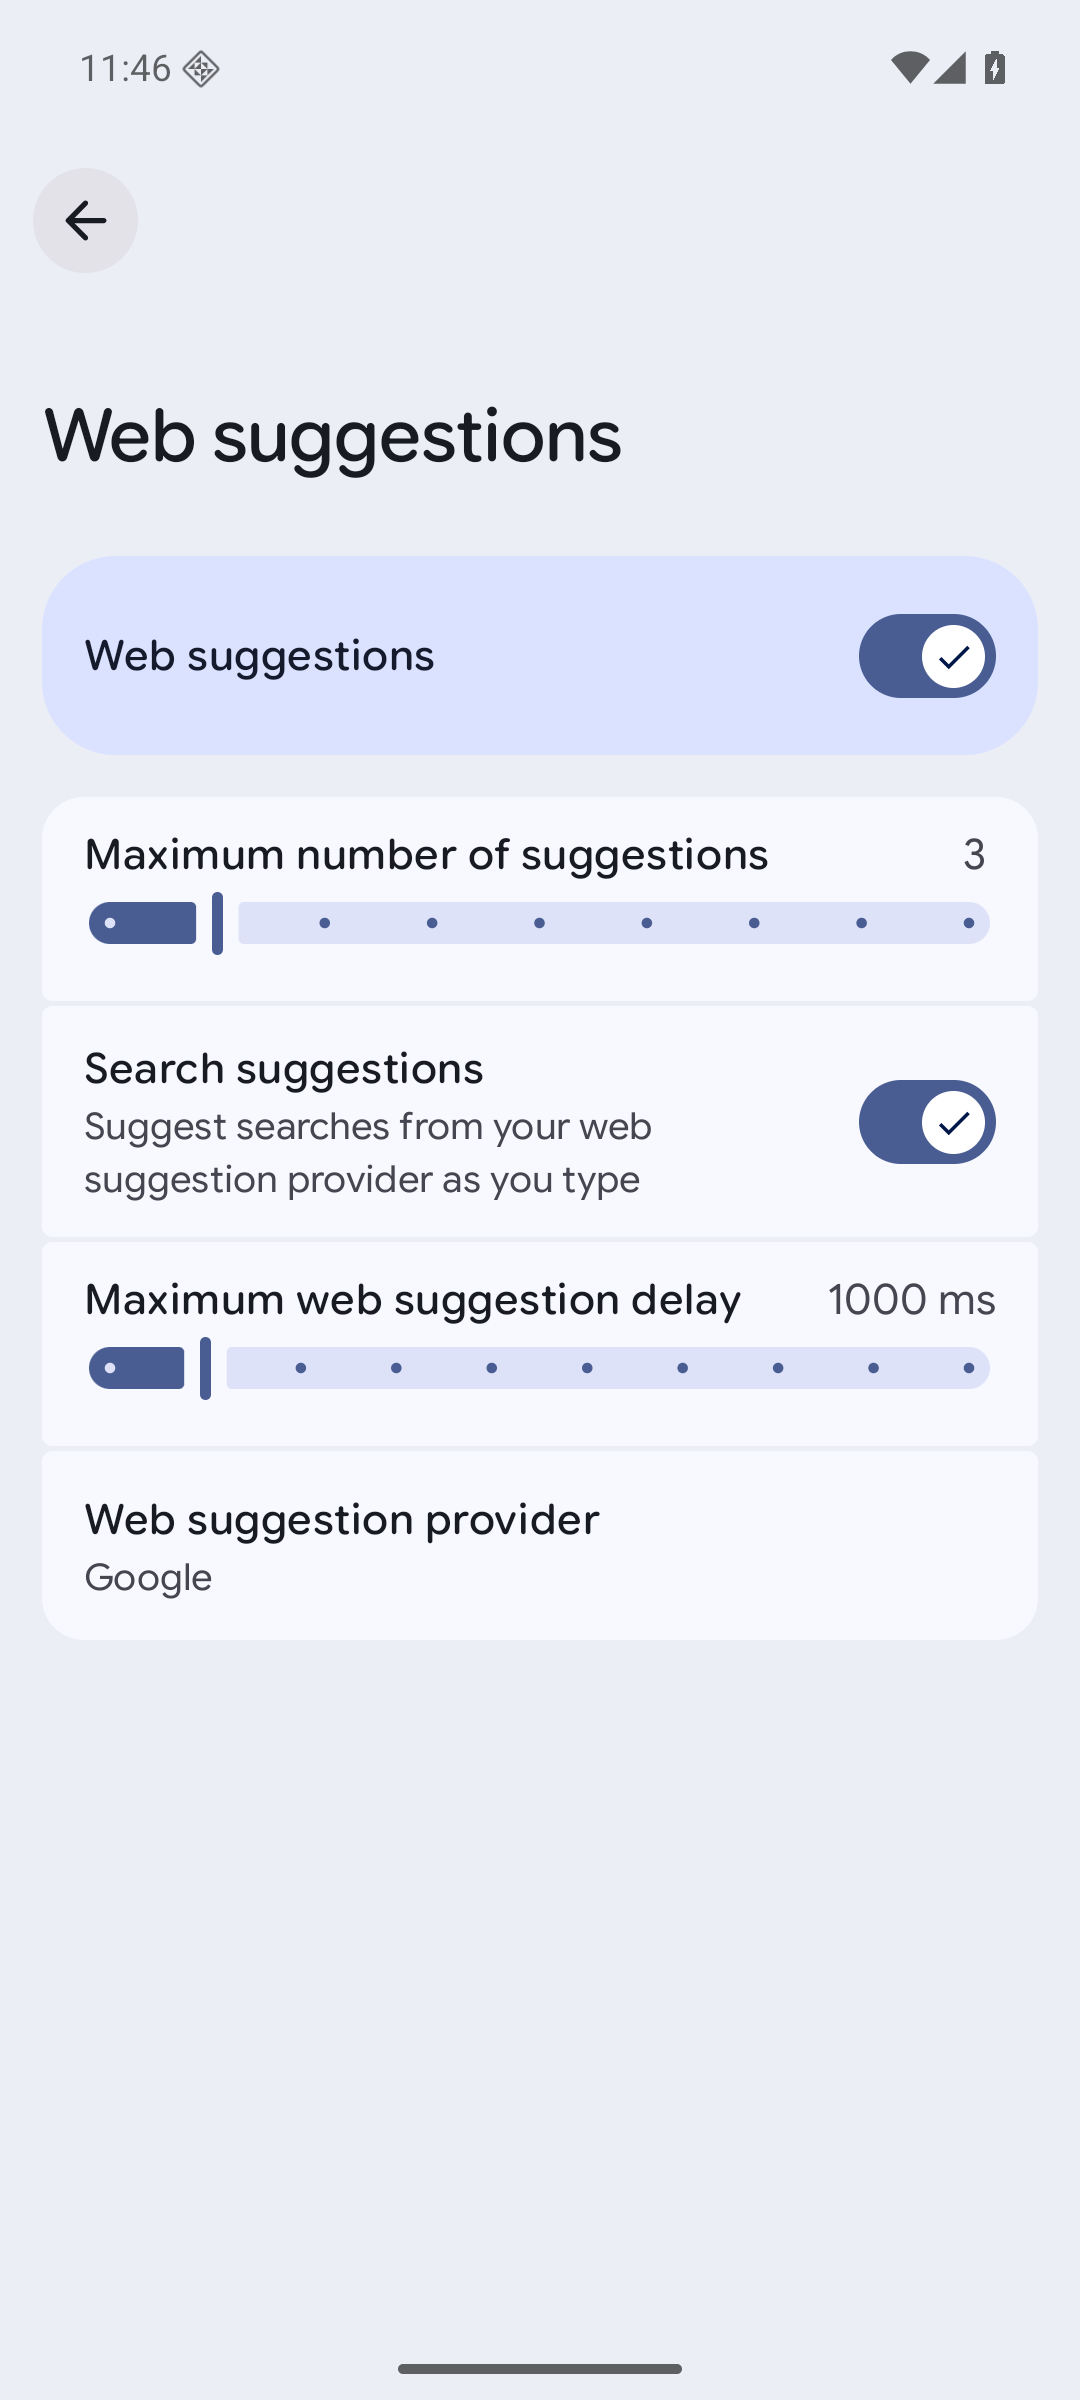 11:46
Web suggestions
Web suggestions
Maximum number of suggestions 3
Search suggestions
Suggest searches from your web
suggestion provider as you type
Maximum web suggestion delay 1000 ms
Web suggestion provider
Google